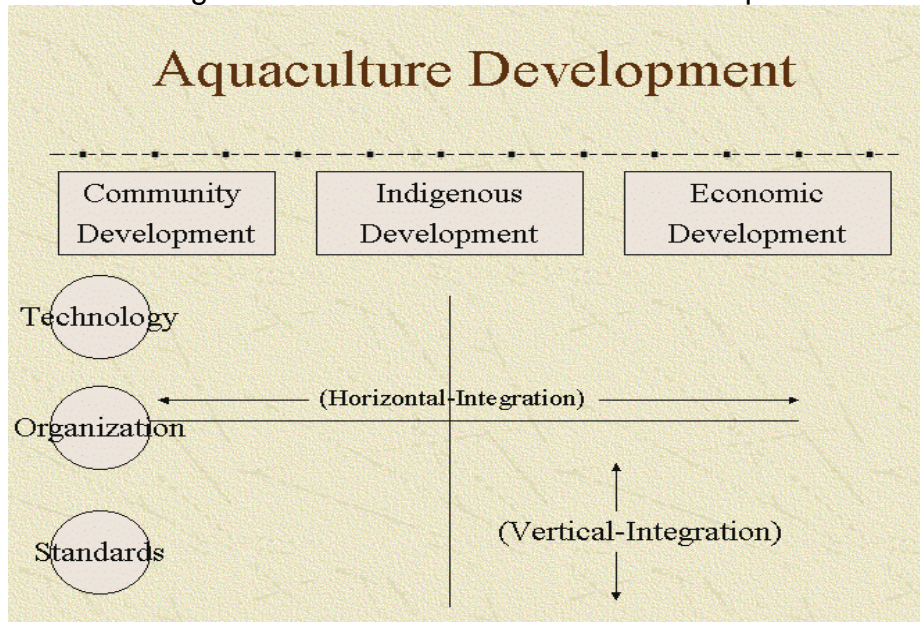 Aquaculture Development
Community
Development
Indigenous
Development
Economic
Development
Technology
(Horizontal-Integration)
Organization
(Vertical-Integration)
Standards